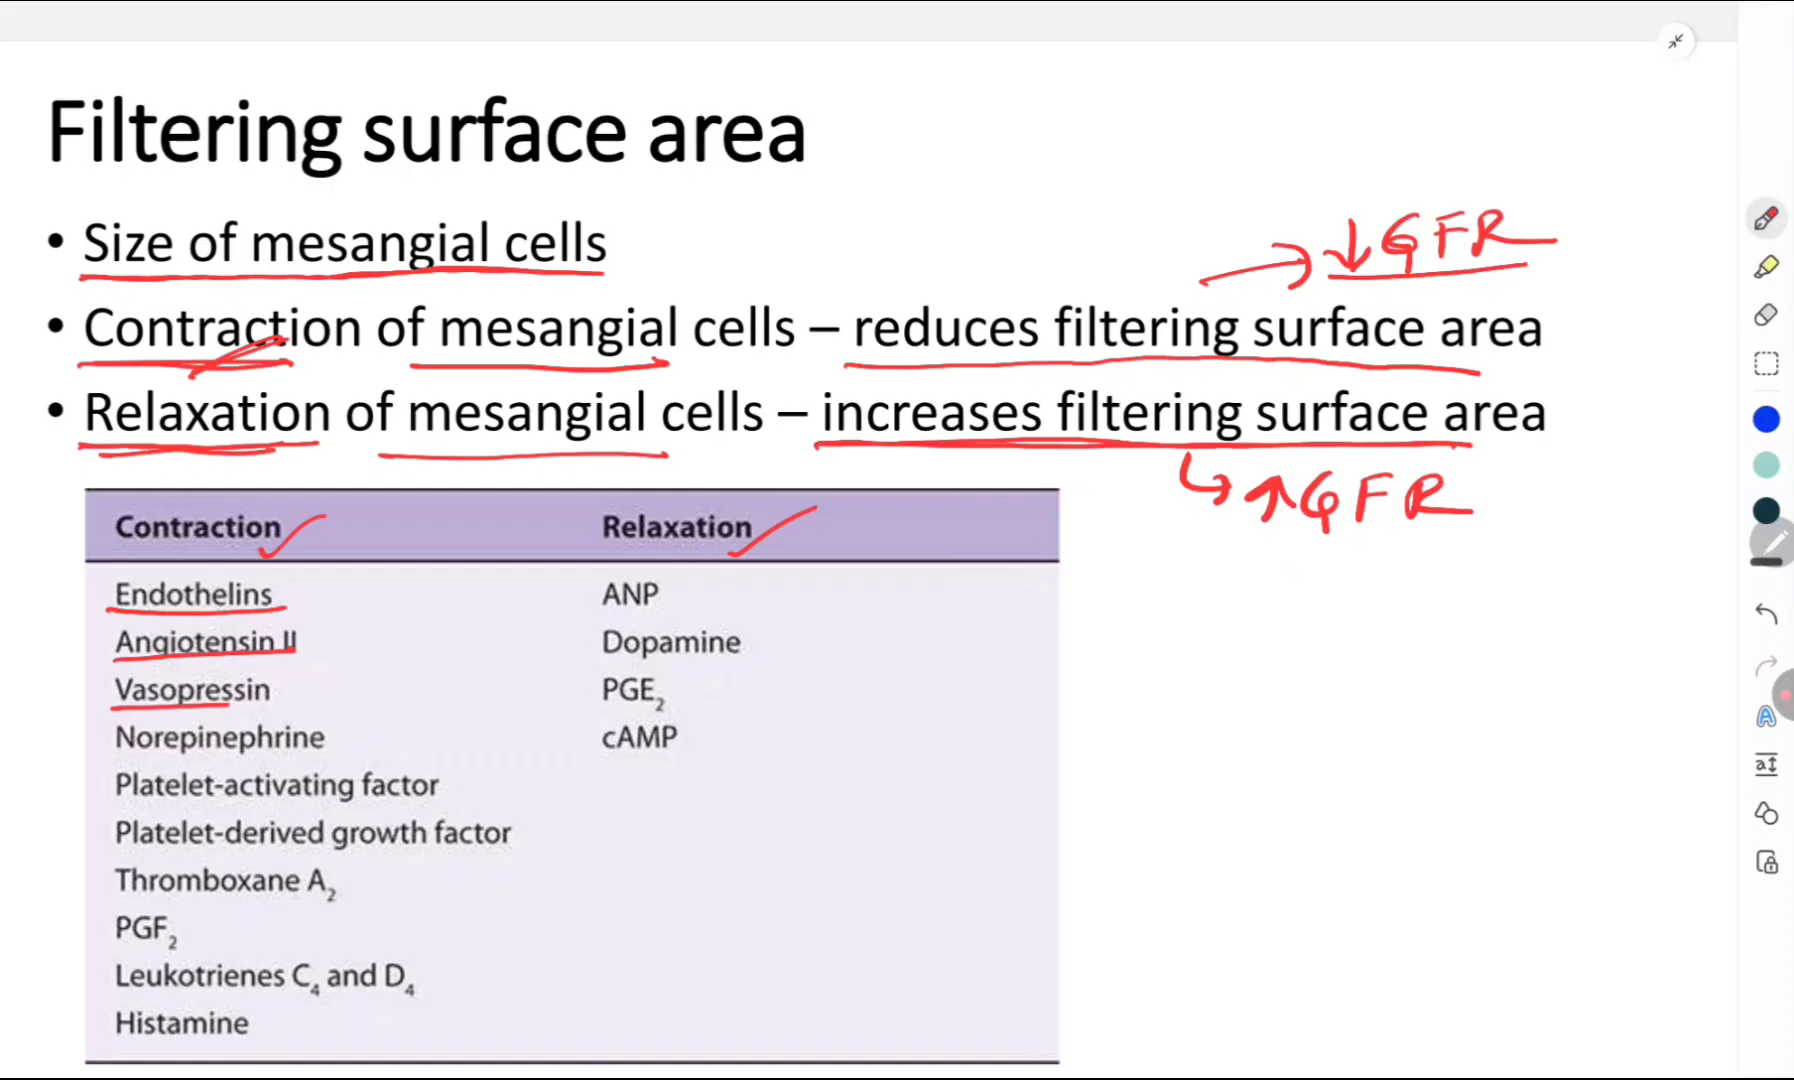 Filtering surface area
• Size of mesangial cells
↓ GFR
• Contraction of mesangial cells – reduces filtering surface area
• Relaxation of mesangial cells – increases filtering surface area
↑ GFR
Contraction Relaxation
Endothelins ANP
Angiotensin II Dopamine
Vasopressin PGE₂
Norepinephrine cAMP
Platelet-activating factor
Platelet-derived growth factor
Thromboxane A₂
PGF₂
Leukotrienes C₄ and D₄
Histamine